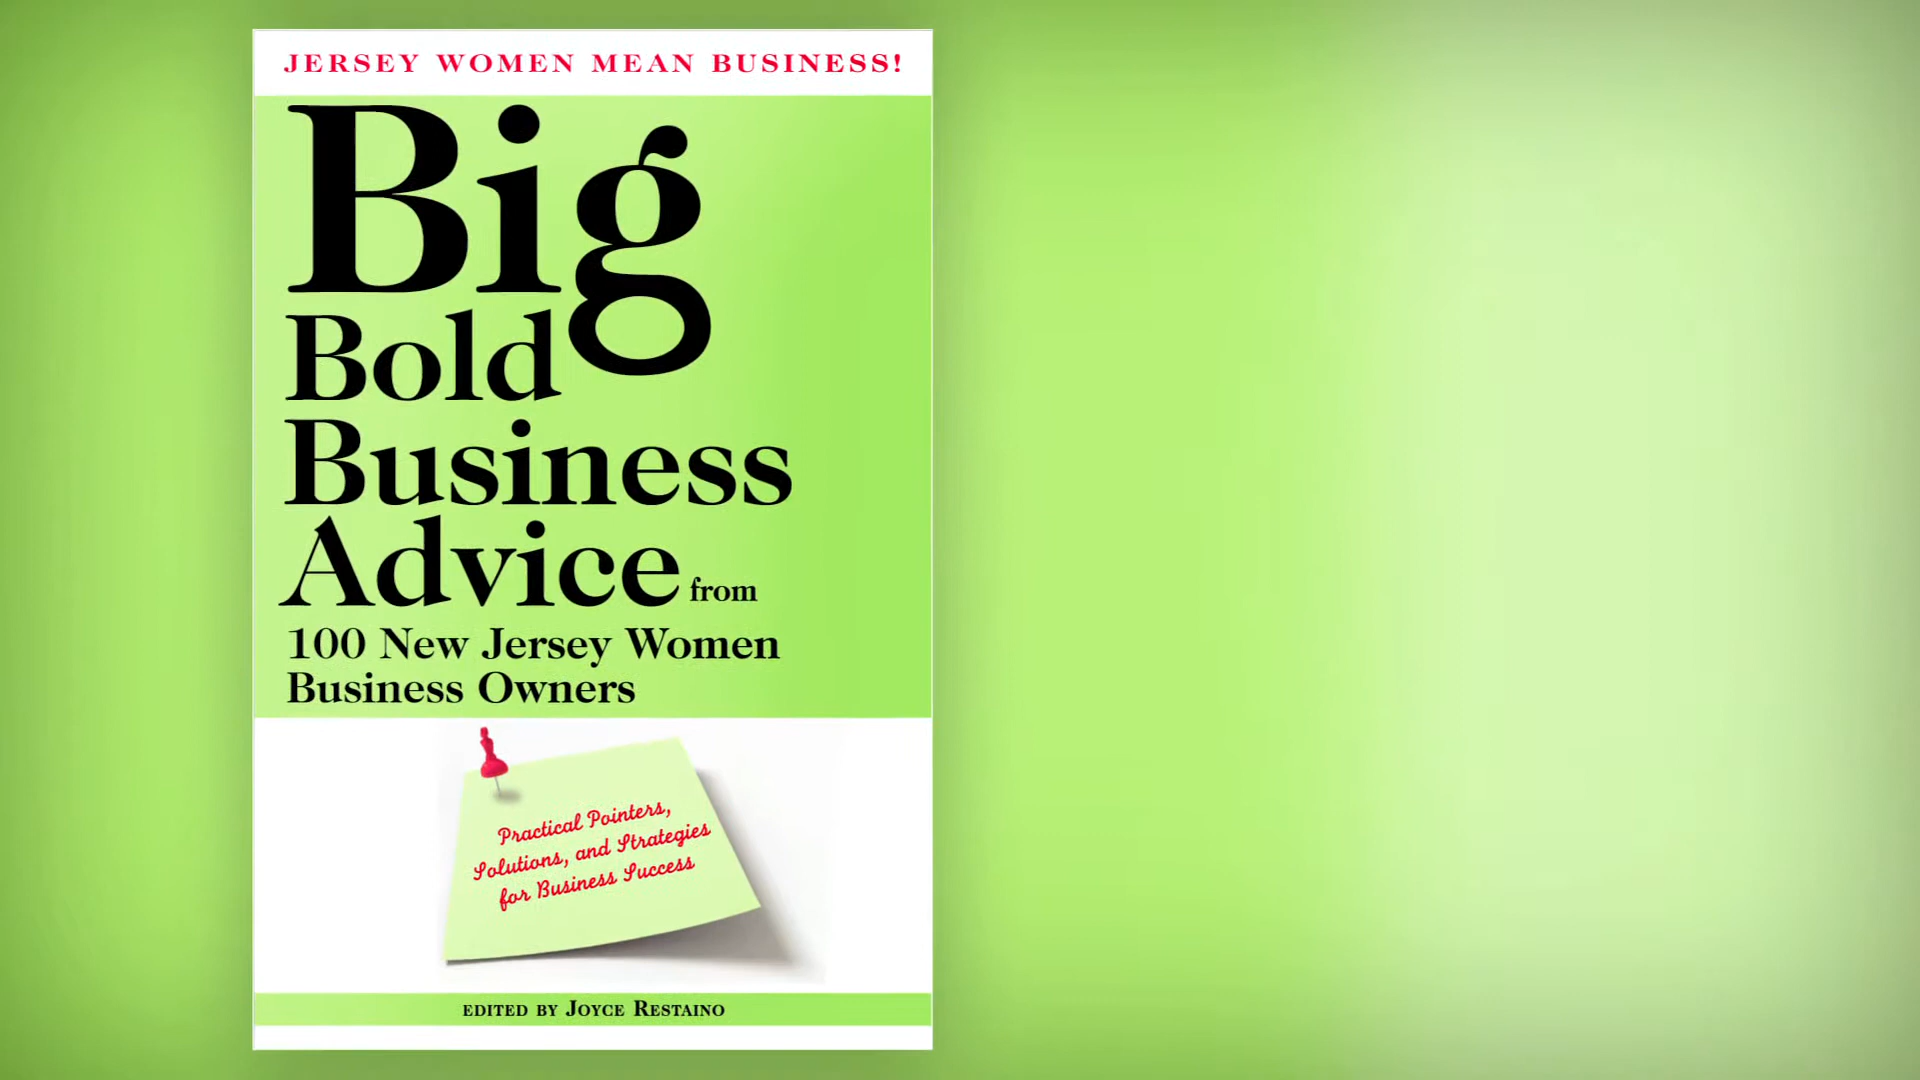 JERSEY WOMEN MEAN BUSINESS!
Big
Bold
Business
Advice from
100 New Jersey Women
Business Owners
Practical Pointers,
Solutions, and Strategies
for Business Success
EDITED BY JOYCE RESTAINO